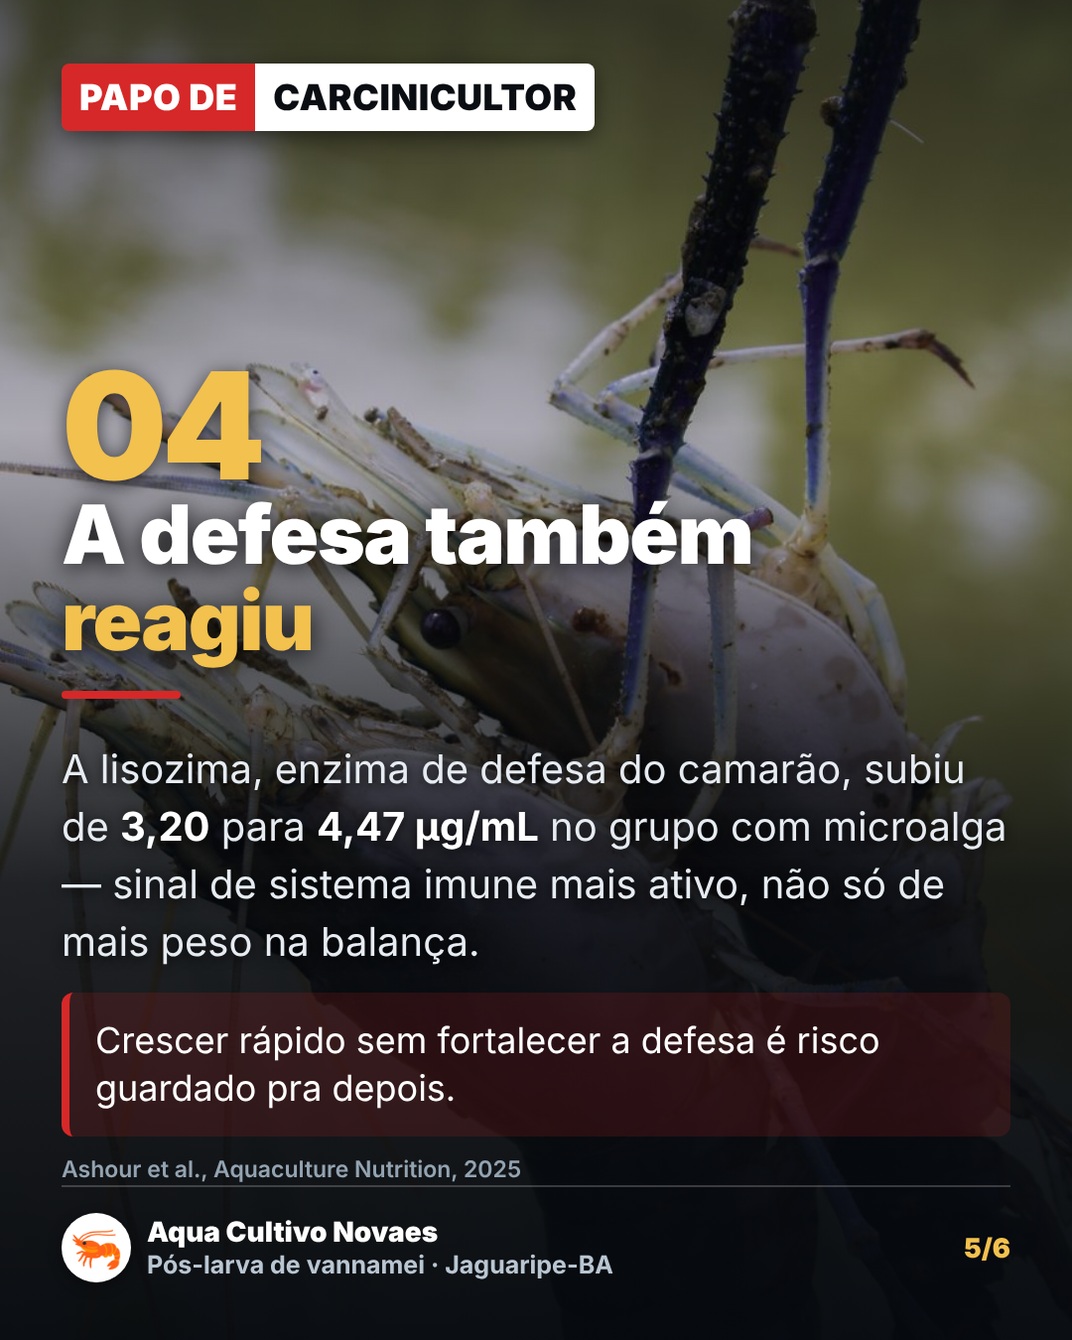 PAPO DE CARCINICULTOR
04
A defesa também
reagiu
A lisozima, enzima de defesa do camarão, subiu
de 3,20 para 4,47 µg/mL no grupo com microalga
— sinal de sistema imune mais ativo, não só de
mais peso na balança.
Crescer rápido sem fortalecer a defesa é risco
guardado pra depois.
Ashour et al., Aquaculture Nutrition, 2025
Aqua Cultivo Novaes
Pós-larva de vannamei · Jaguaripe-BA
5/6